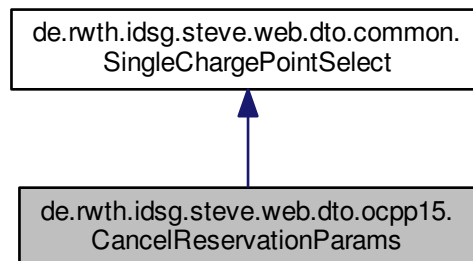 de.rwth.idsg.steve.web.dto.common.
SingleChargePointSelect
de.rwth.idsg.steve.web.dto.ocpp15.
CancelReservationParams